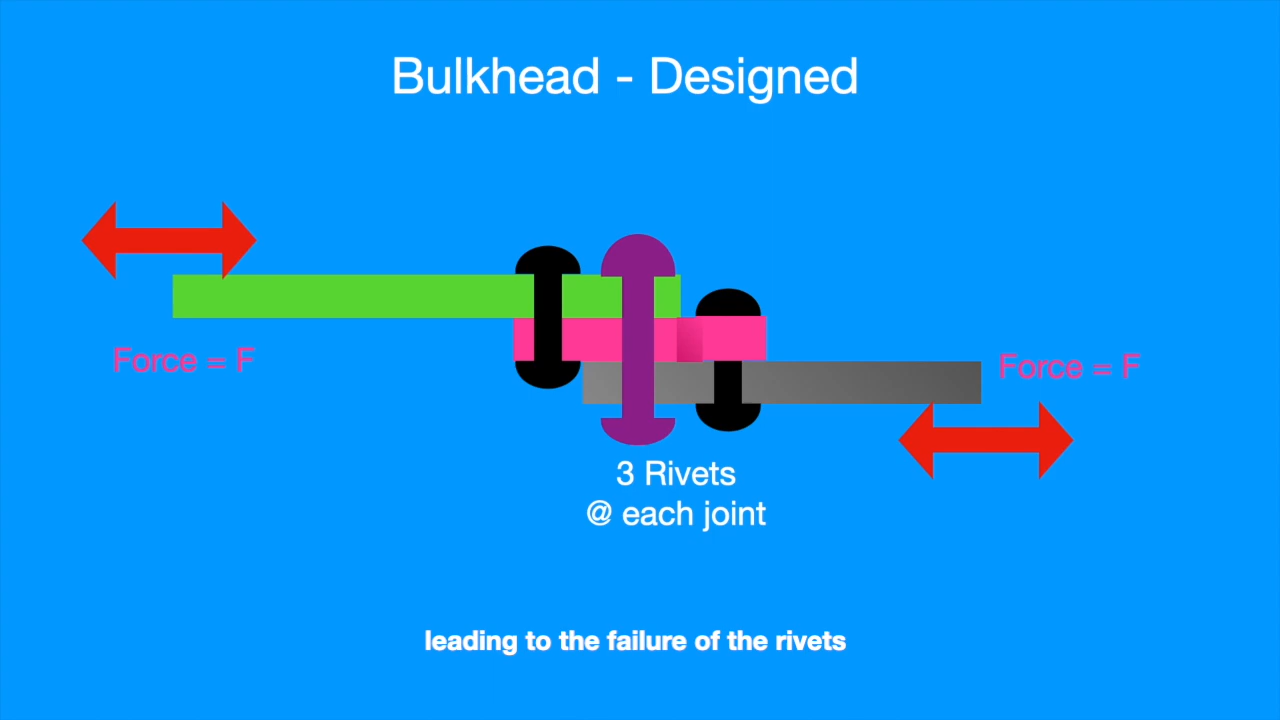 Bulkhead - Designed
Force = F
Force = F
3 Rivets
@ each joint
leading to the failure of the rivets